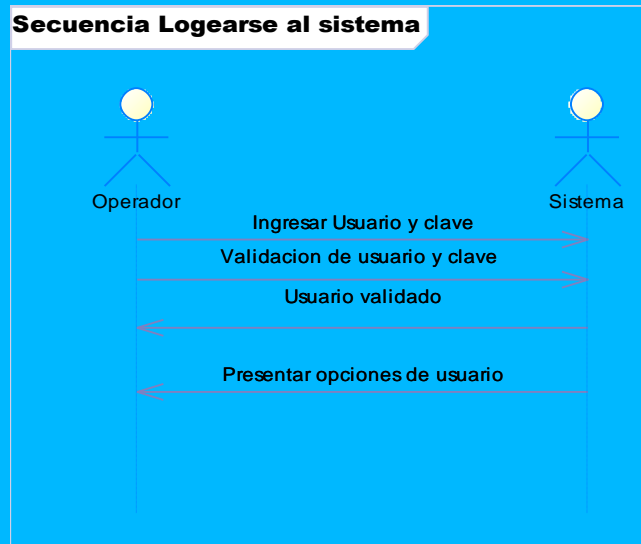 Secuencia Logearse al sistema
Operador
Sistema
Ingresar Usuario y clave
Validacion de usuario y clave
Usuario validado
Presentar opciones de usuario